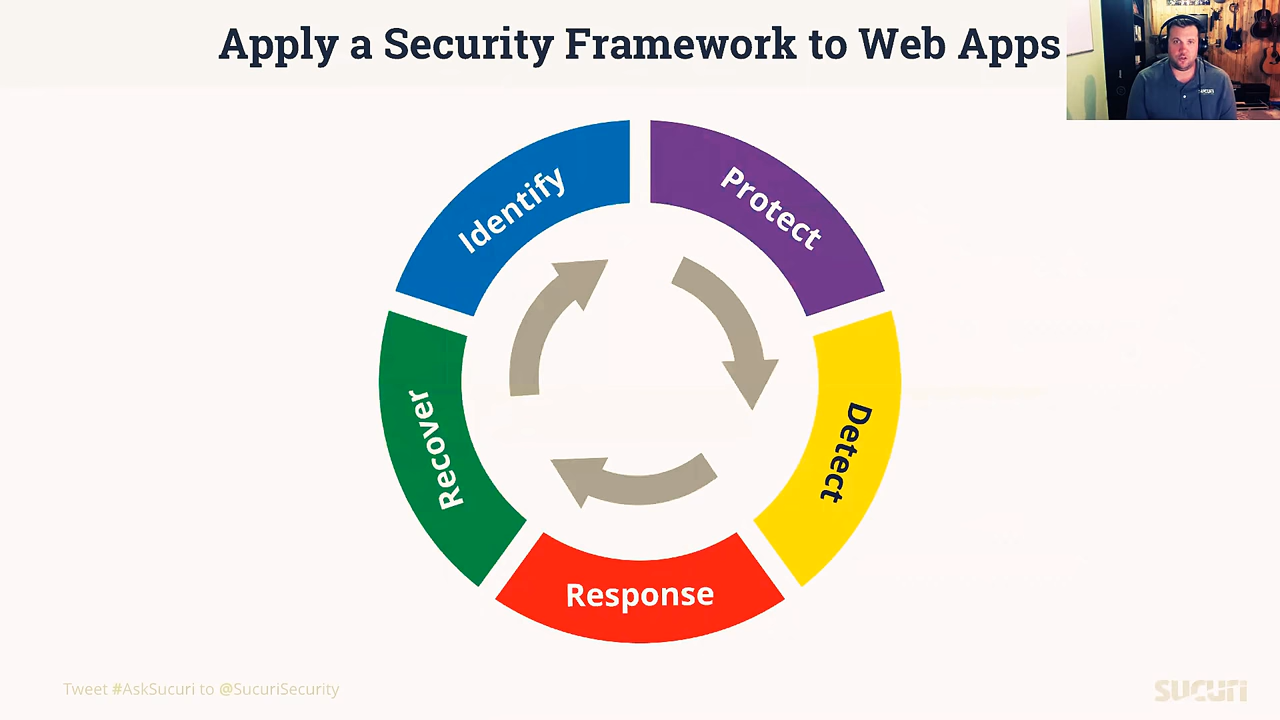 Apply a Security Framework to Web Apps
Identify
Protect
Detect
Response
Recover
Tweet #AskSucuri to @SucuriSecurity
sucuri